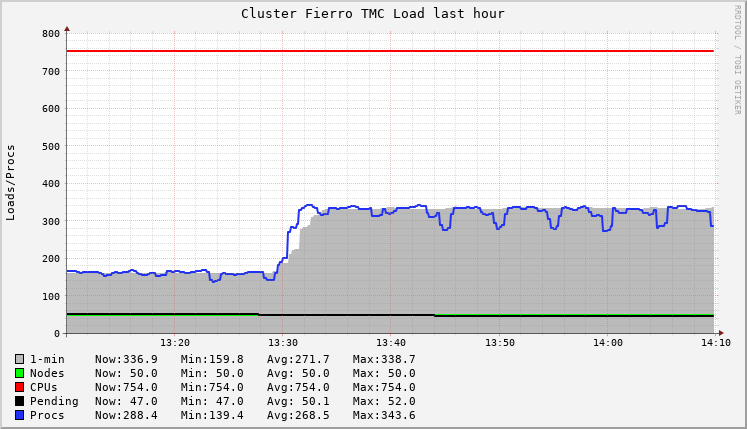 Cluster Fierro TMC Load last hour
RRDTOOL / TOBI OETIKER
Loads/Procs
800
700
600
500
400
300
200
100
0
13:20 13:30 13:40 13:50 14:00 14:10
1-min Now:336.9 Min:159.8 Avg:271.7 Max:338.7
Nodes Now: 50.0 Min: 50.0 Avg: 50.0 Max: 50.0
CPUs Now:754.0 Min:754.0 Avg:754.0 Max:754.0
Pending Now: 47.0 Min: 47.0 Avg: 50.1 Max: 52.0
Procs Now:288.4 Min:139.4 Avg:268.5 Max:343.6